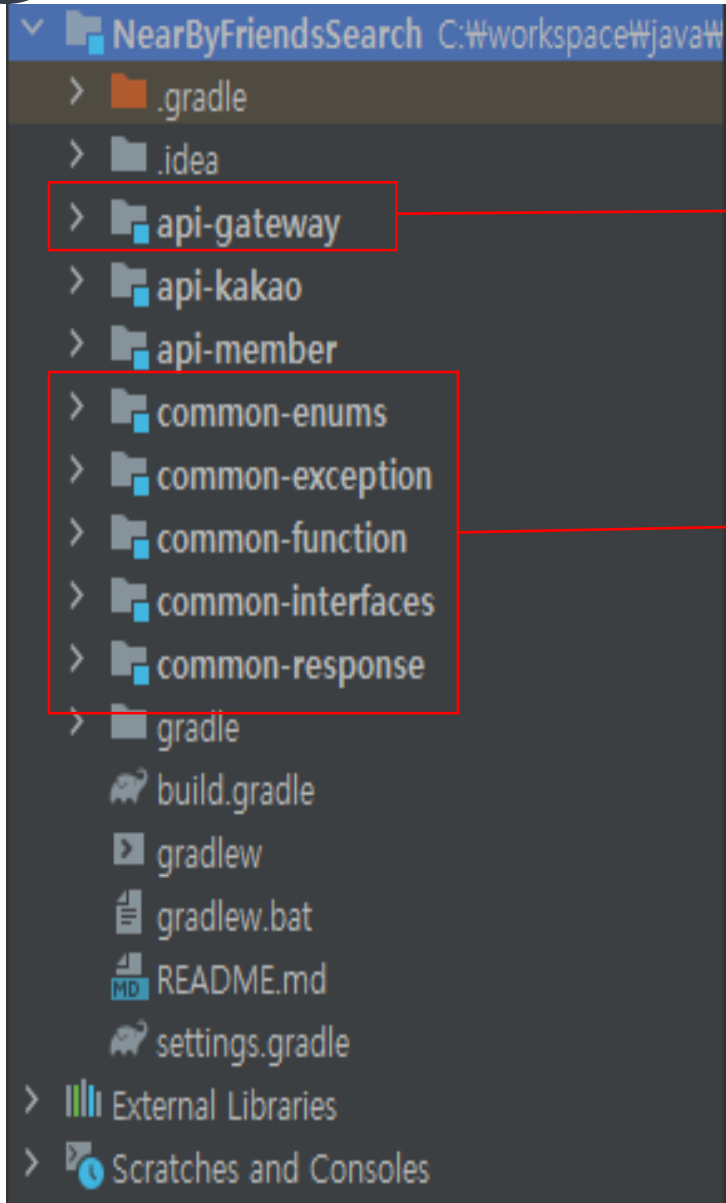 NearByFriendsSearch C:₩workspace₩java₩
.gradle
.idea
api-gateway
api-kakao
api-member
common-enums
common-exception
common-function
common-interfaces
common-response
gradle
build.gradle
gradlew
gradlew.bat
MD README.md
settings.gradle
External Libraries
Scratches and Consoles